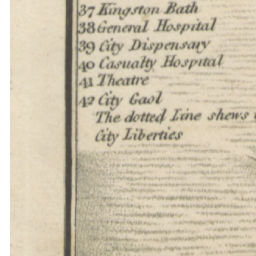 37 Kingston Bath
38 General Hospital
39 City Dispensary
40 Casualty Hospital
41 Theatre
42 City Gaol
The dotted Line shews
City Liberties